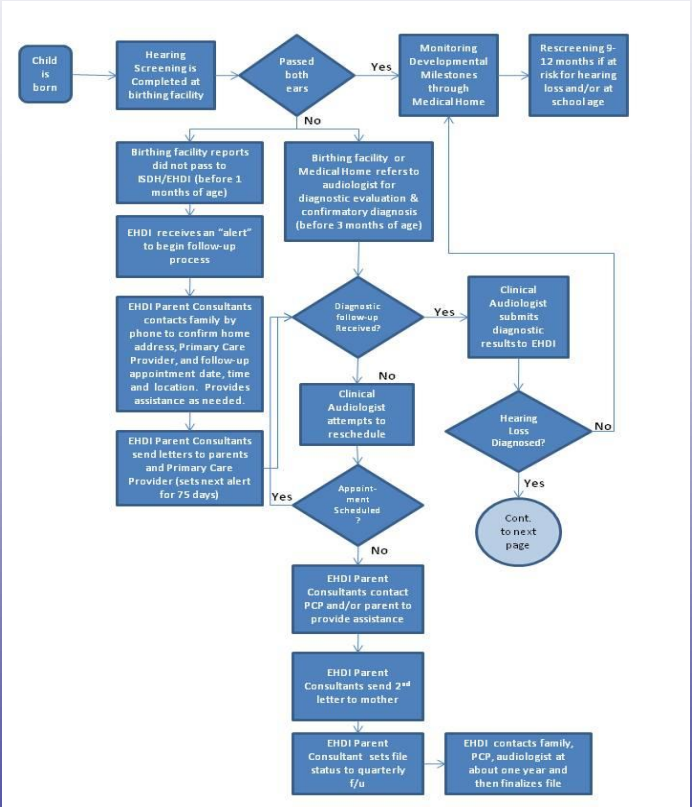 Child
is
born
Hearing
Screening is
Completed at
birthing facility
Passed
both
ears
Yes
Monitoring
Developmental
Milestones
through
Medical Home
Rescreening 9-
12 months if at
risk for hearing
loss and/or at
school age
No
Birthing facility reports
did not pass to
ISDH/EHDI (before 1
months of age)
Birthing facility or
Medical Home refers to
audiologist for
diagnostic evaluation &
confirmatory diagnosis
(before 3 months of age)
EHDI receives an "alert"
to begin follow-up
process
EHDI Parent Consultants
contacts family by
phone to confirm home
address, Primary Care
Provider, and follow-up
appointment date, time
and location. Provides
assistance as needed.
Diagnostic
follow-up
Received?
Yes
Clinical
Audiologist
submits
diagnostic
results to EHDI
No
Clinical
Audiologist
attempts to
reschedule
Hearing
Loss
Diagnosed?
No
EHDI Parent Consultants
send letters to parents
and Primary Care
Provider (sets next alert
for 75 days)
Yes
Appoint-
ment
Scheduled
?
Yes
Cont.
to next
page
No
EHDI Parent
Consultants contact
PCP and/or parent to
provide assistance
EHDI Parent
Consultants send 2nd
letter to mother
EHDI Parent
Consultant sets file
status to quarterly
f/u
EHDI contacts family,
PCP, audiologist at
about one year and
then finalizes file